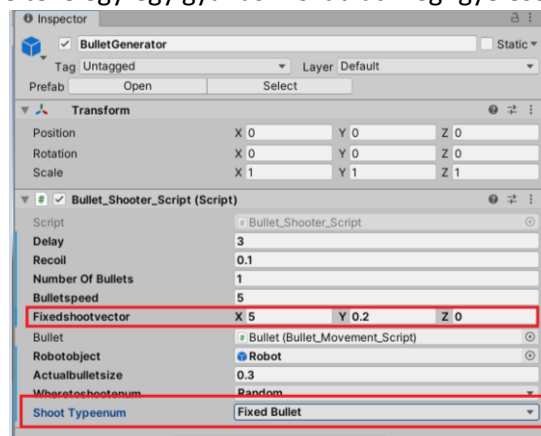 Inspector
BulletGenerator Static
Tag Untagged Layer Default
Prefab Open Select
Transform
Position X 0 Y 0 Z 0
Rotation X 0 Y 0 Z 0
Scale X 1 Y 1 Z 1
# Bullet_Shooter_Script (Script)
Script # Bullet_Shooter_Script
Delay 3
Recoil 0.1
Number Of Bullets 1
Bulletspeed 5
Fixedshootvector X 5 Y 0.2 Z 0
Bullet # Bullet (Bullet_Movement_Script)
Robotobject Robot
Actualbulletsize 0.3
Wheretoshootenum Random
Shoot Typeenum Fixed Bullet